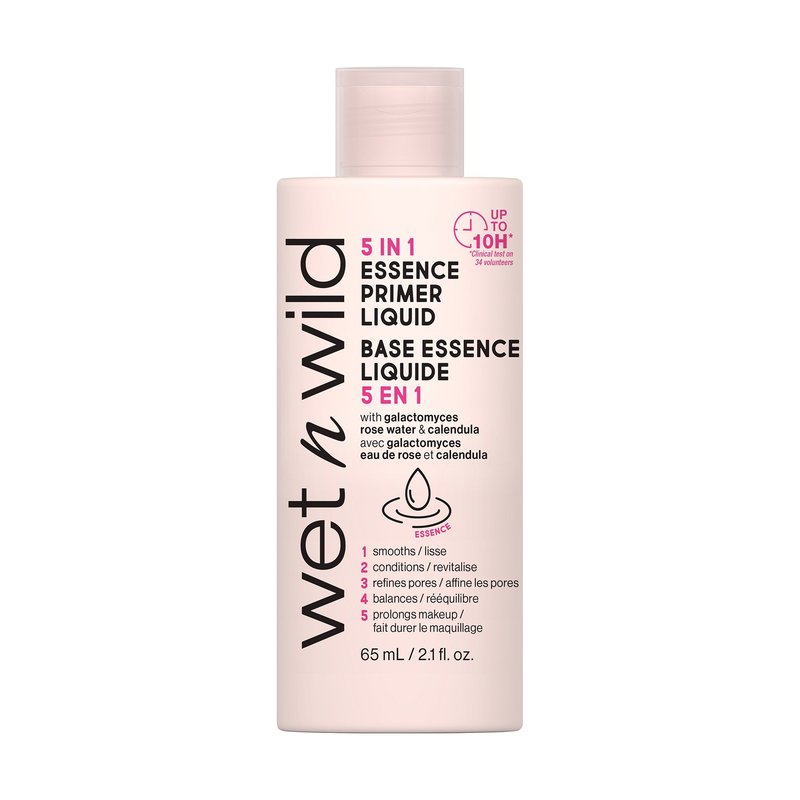 wet n wild
UP
TO
10H*
*Clinical test on
34 volunteers
5 IN 1
ESSENCE
PRIMER
LIQUID
BASE ESSENCE
LIQUIDE
5 EN 1
with galactomyces
rose water & calendula
avec galactomyces
eau de rose et calendula
ESSENCE
1 smooths / lisse
2 conditions / revitalise
3 refines pores / affine les pores
4 balances / rééquilibre
5 prolongs makeup /
fait durer le maquillage
65 mL / 2.1 fl. oz.